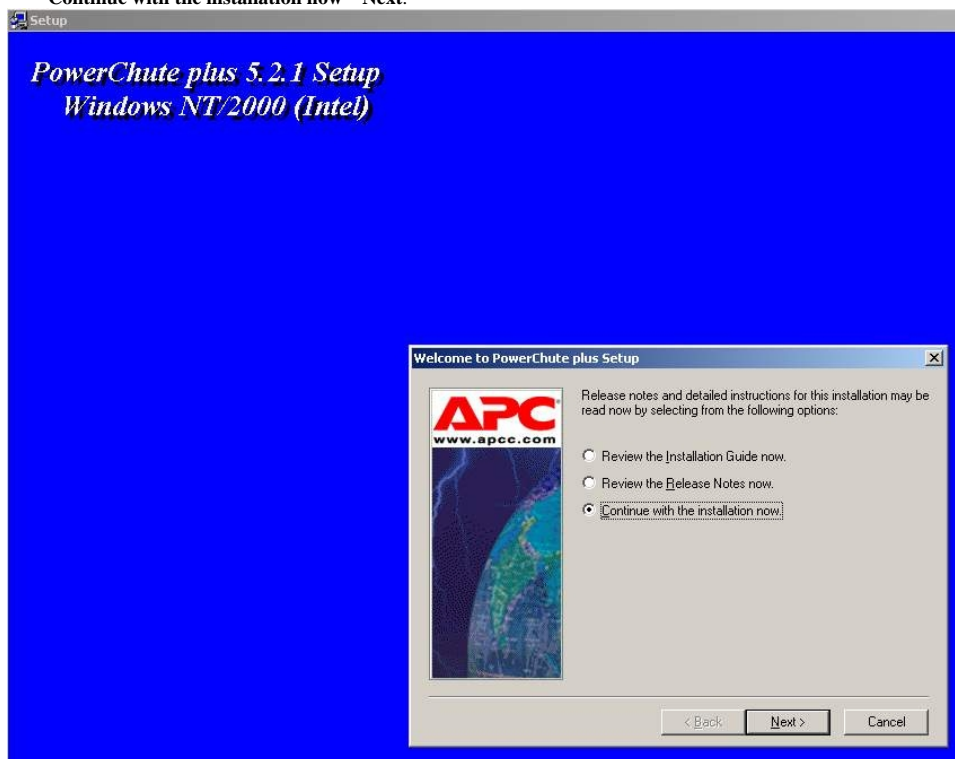 Continue with the installation now – Next.
Setup
PowerChute plus 5.2.1 Setup
Windows NT/2000 (Intel)
Welcome to PowerChute plus Setup
APC
www.apcc.com
Release notes and detailed instructions for this installation may be
read now by selecting from the following options:
Review the Installation Guide now.
Review the Release Notes now.
Continue with the installation now.
< Back
Next >
Cancel